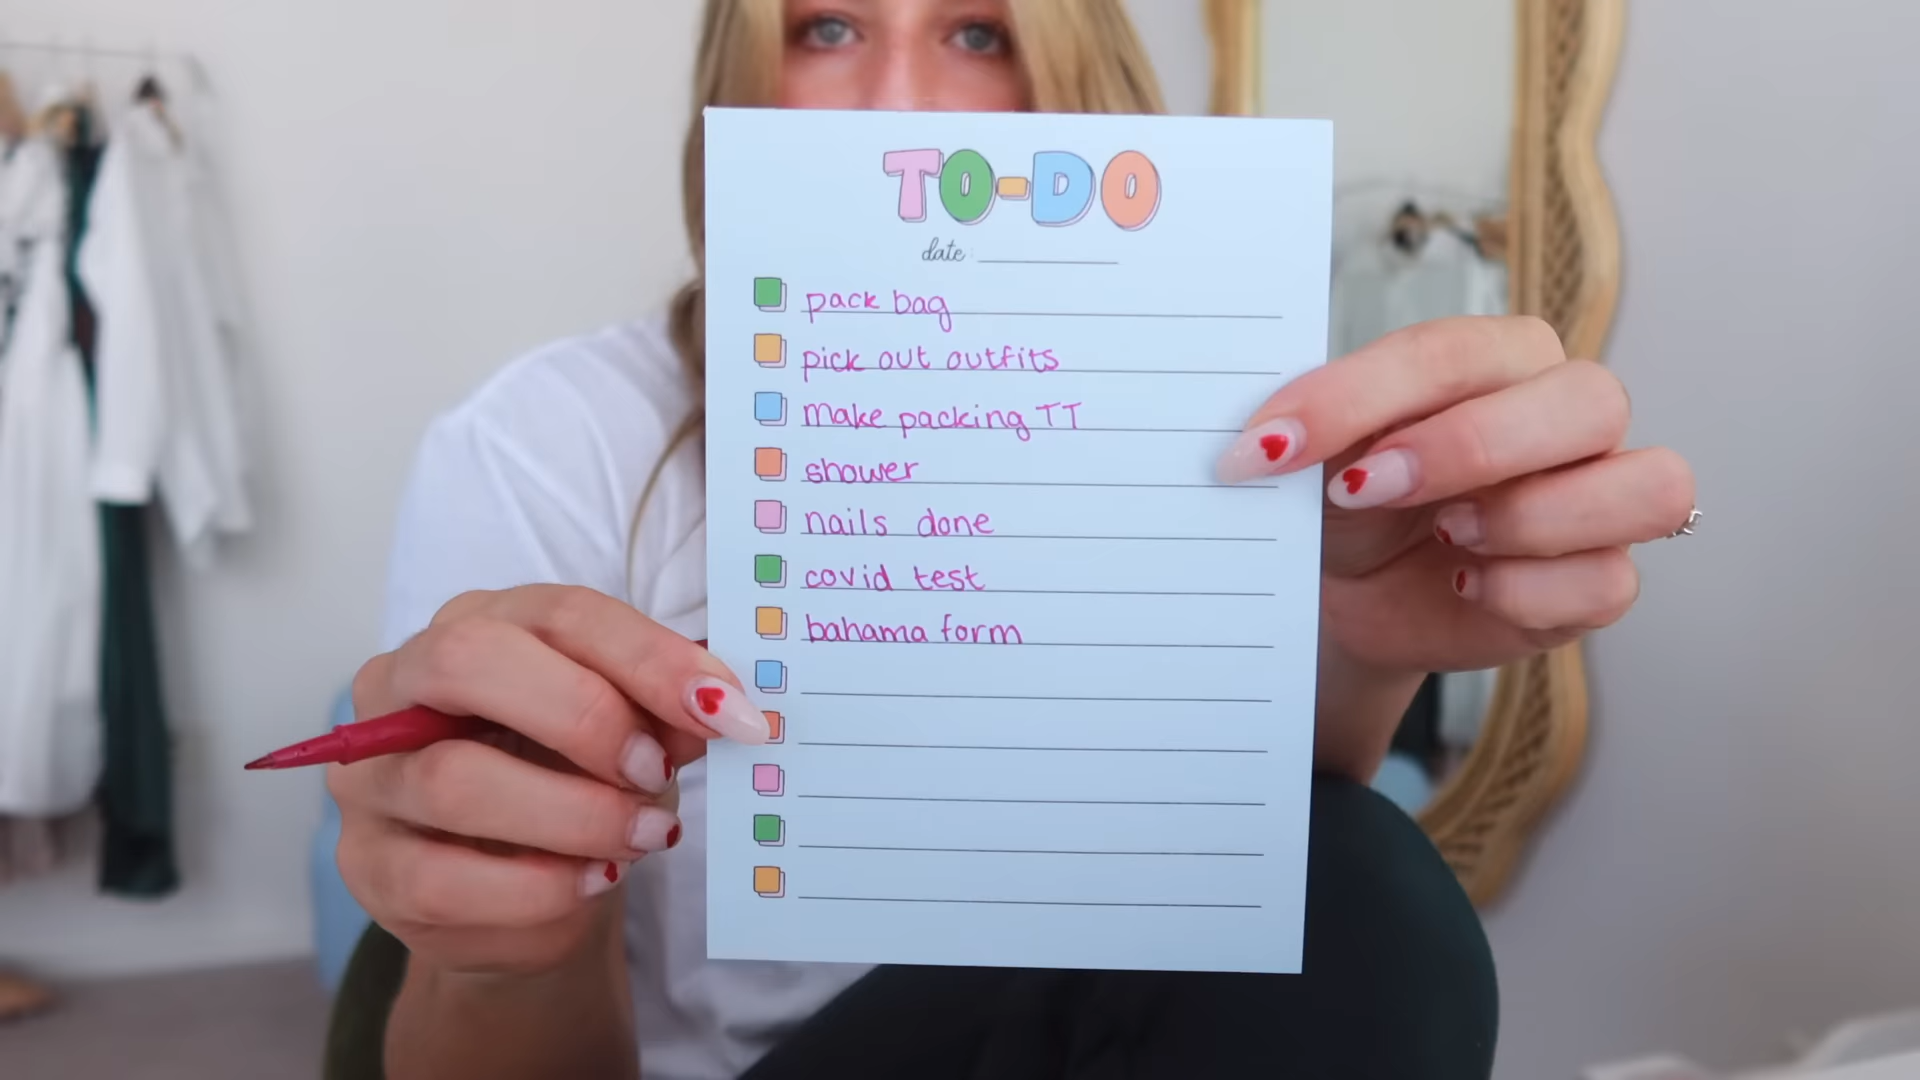 TO-DO
date
pack bag
pick out outfits
make packing TT
shower
nails done
covid test
bahama form